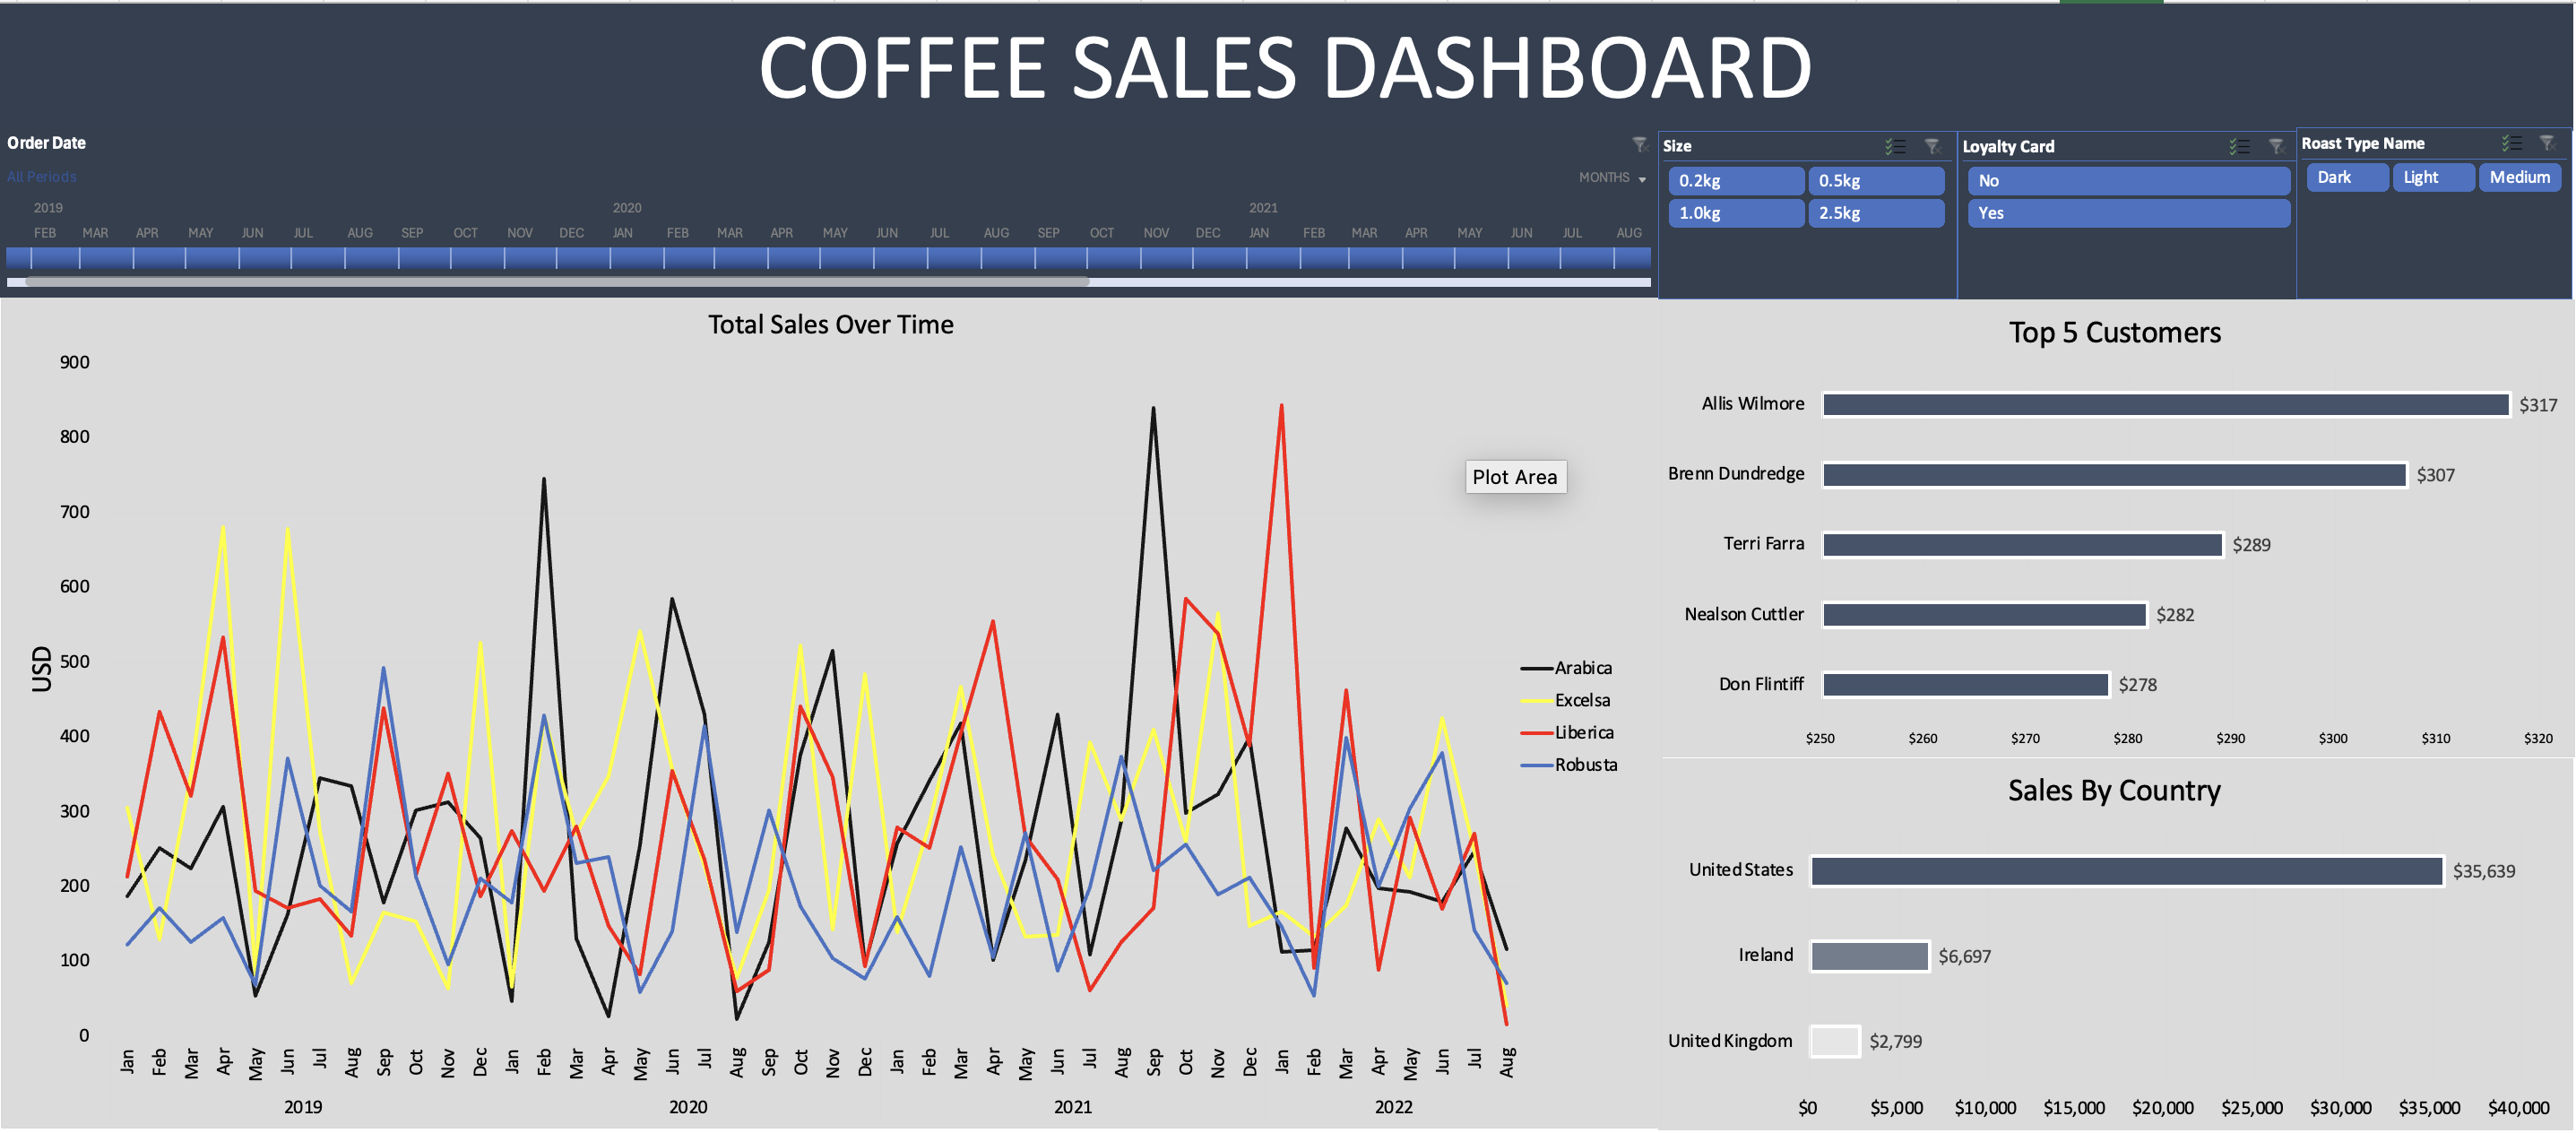 COFFEE SALES DASHBOARD
Order Date
All Periods
MONTHS
2019 2020 2021
FEB MAR APR MAY JUN JUL AUG SEP OCT NOV DEC JAN FEB MAR APR MAY JUN JUL AUG SEP OCT NOV DEC JAN FEB MAR APR MAY JUN JUL AUG
Size
0.2kg 0.5kg
1.0kg 2.5kg
Loyalty Card
No
Yes
Roast Type Name
Dark Light Medium
Total Sales Over Time
900
800
700
600
500
400
300
200
100
0
USD
Plot Area
Arabica
Excelsa
Liberica
Robusta
Jan Feb Mar Apr May Jun Jul Aug Sep Oct Nov Dec Jan Feb Mar Apr May Jun Jul Aug Sep Oct Nov Dec Jan Feb Mar Apr May Jun Jul Aug Sep Oct Nov Dec Jan Feb Mar Apr May Jun Jul Aug
2019 2020 2021 2022
Top 5 Customers
Allis Wilmore $317
Brenn Dundredge $307
Terri Farra $289
Nealson Cuttler $282
Don Flintiff $278
$250 $260 $270 $280 $290 $300 $310 $320
Sales By Country
United States $35,639
Ireland $6,697
United Kingdom $2,799
$0 $5,000 $10,000 $15,000 $20,000 $25,000 $30,000 $35,000 $40,000